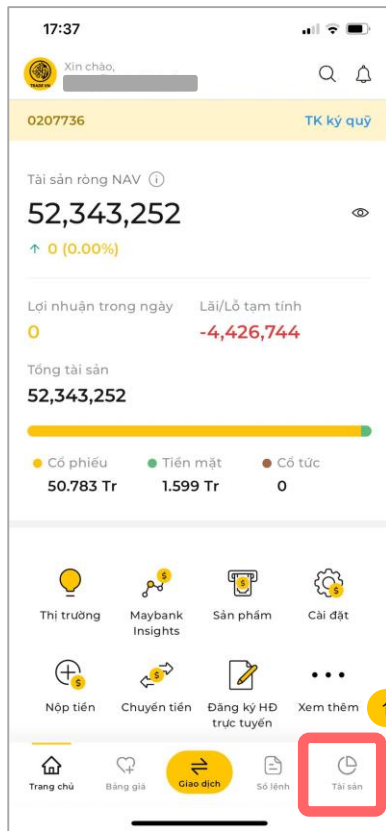 17:37
Xin chào,
TRADE VN
0207736 TK ký quỹ
Tài sản ròng NAV
52,343,252
↑ 0 (0.00%)
Lợi nhuận trong ngày Lãi/Lỗ tạm tính
0 -4,426,744
Tổng tài sản
52,343,252
Cổ phiếu Tiền mặt Cổ tức
50.783 Tr 1.599 Tr 0
Thị trường Maybank Insights Sản phẩm Cài đặt
Nộp tiền Chuyển tiền Đăng ký HĐ trực tuyến Xem thêm
Trang chủ Bảng giá Giao dịch Sổ lệnh Tài sản